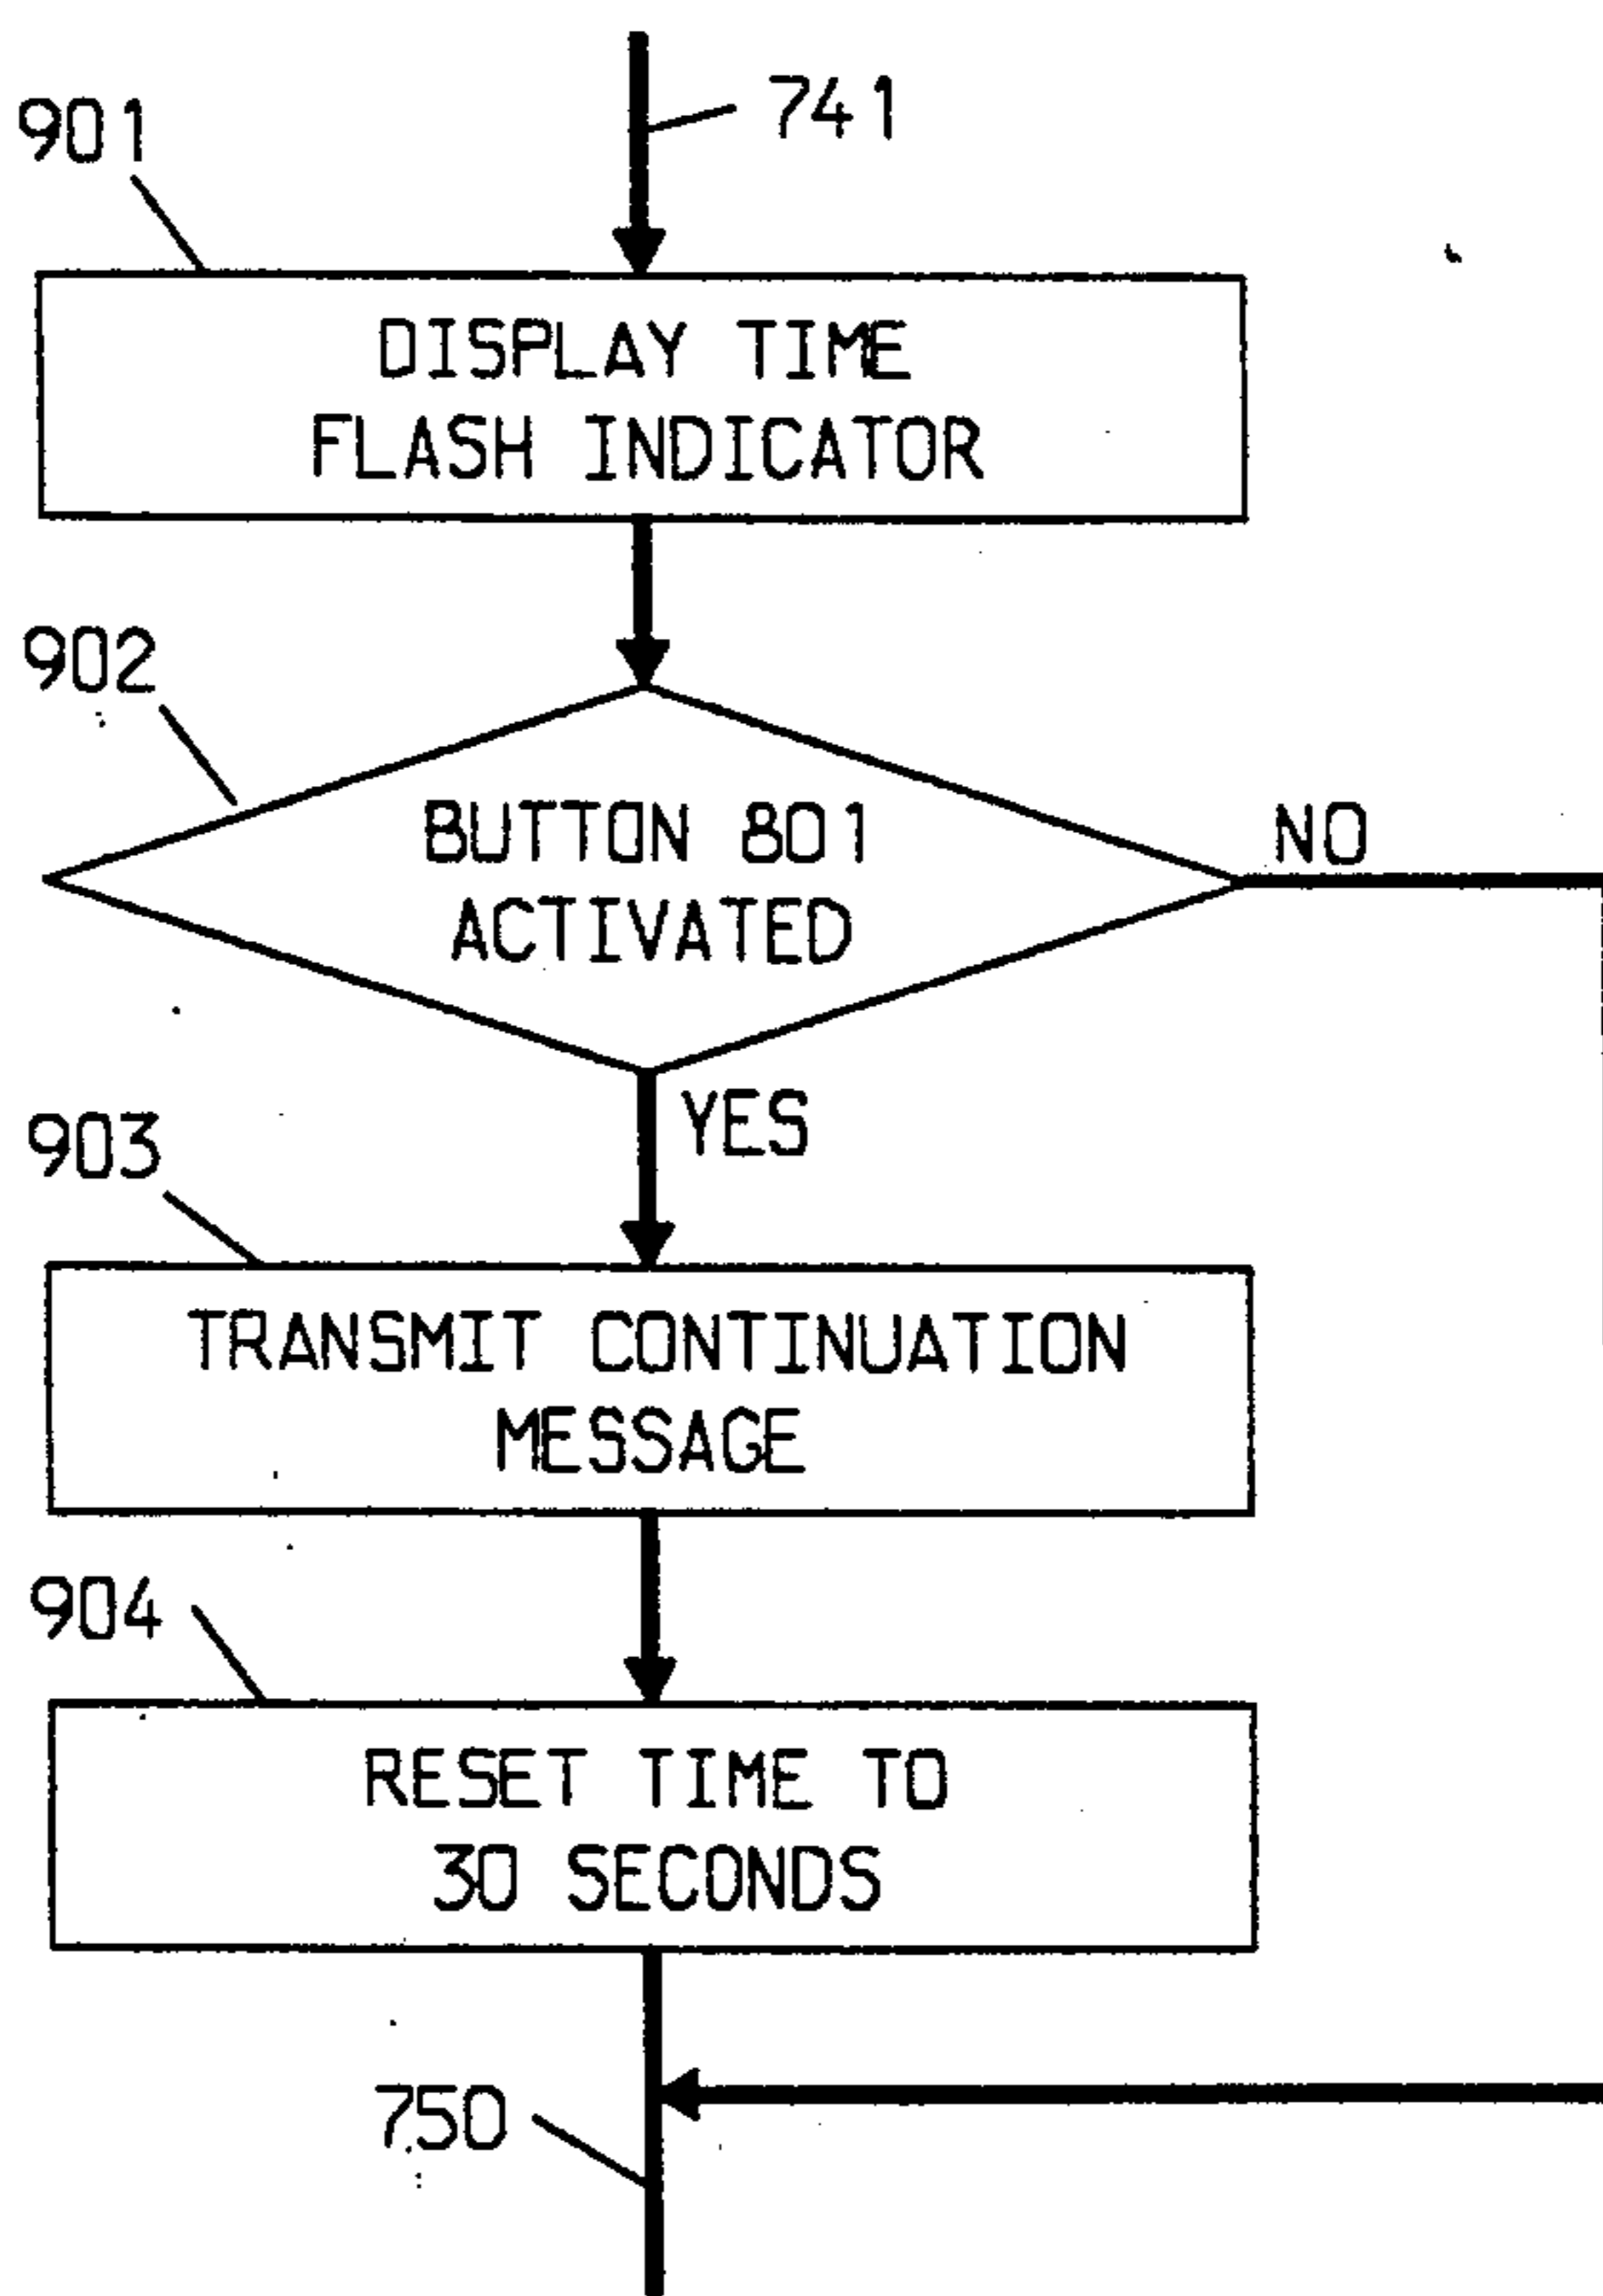 741
901
DISPLAY TIME
FLASH INDICATOR
902
BUTTON 801
ACTIVATED
NO
YES
903
TRANSMIT CONTINUATION
MESSAGE
904
RESET TIME TO
30 SECONDS
750